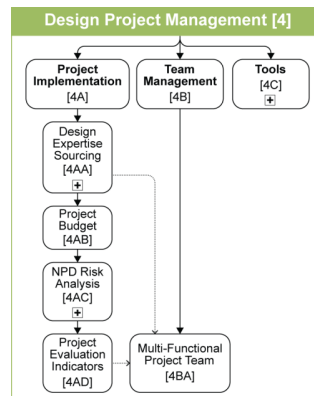 Design Project Management [4]
Project
Implementation
[4A]
Team
Management
[4B]
Tools
[4C]
+
Design
Expertise
Sourcing
[4AA]
+
Project
Budget
[4AB]
NPD Risk
Analysis
[4AC]
+
Project
Evaluation
Indicators
[4AD]
Multi-Functional
Project Team
[4BA]